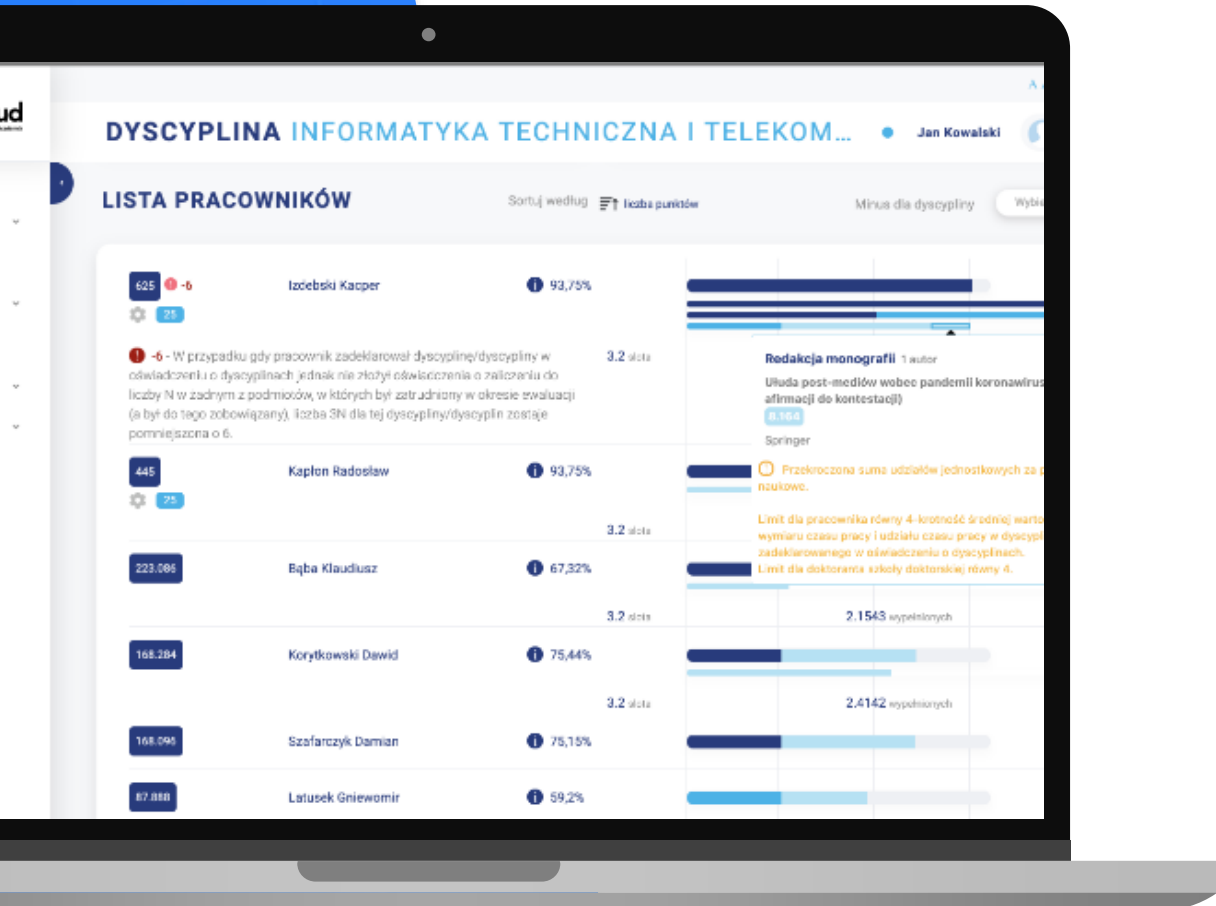 ud
DYSCYPLINA INFORMATYKA TECHNICZNA I TELEKOM...
Jan Kowalski
LISTA PRACOWNIKÓW
Sortuj według liczba punktów
Minus dla dyscypliny
Wybie
625 -6 Izdebski Kacper 93,75%
25
-6 - W przypadku gdy pracownik zadeklarował dyscyplinę/dyscypliny w
oświadczeniu o dyscyplinach jednak nie złożył oświadczenia o zaliczeniu do
liczby N w żadnym z podmiotów, w których był zatrudniony w okresie ewaluacji
(a był do tego zobowiązany), liczba 3N dla tej dyscypliny/dyscyplin zostaje
pomniejszona o 6.
3.2 slota
Redakcja monografii 1 autor
Ułuda post-mediów wobec pandemii koronawirus
afirmacji do kontestacji)
8.164
Springer
Przekroczona suma udziałów jednostkowych za p
naukowe.
Limit dla pracownika równy 4-krotność średniej warto
wymiaru czasu pracy i udziału czasu pracy w dyscypl
zadeklarowanego w oświadczeniu o dyscyplinach.
Limit dla doktoranta szkoły doktorskiej równy 4.
445 Kapłon Radosław 93,75%
25
3.2 slota
223.086 Bąba Klaudiusz 67,32%
3.2 slota 2.1543 wypełnionych
168.284 Korytkowski Dawid 75,44%
3.2 slota 2.4142 wypełnionych
168.096 Szafarczyk Damian 75,15%
87.888 Latusek Gniewomir 59,2%